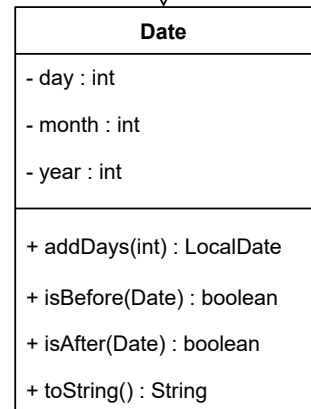 Date
- day : int
- month : int
- year : int
+ addDays(int) : LocalDate
+ isBefore(Date) : boolean
+ isAfter(Date) : boolean
+ toString() : String